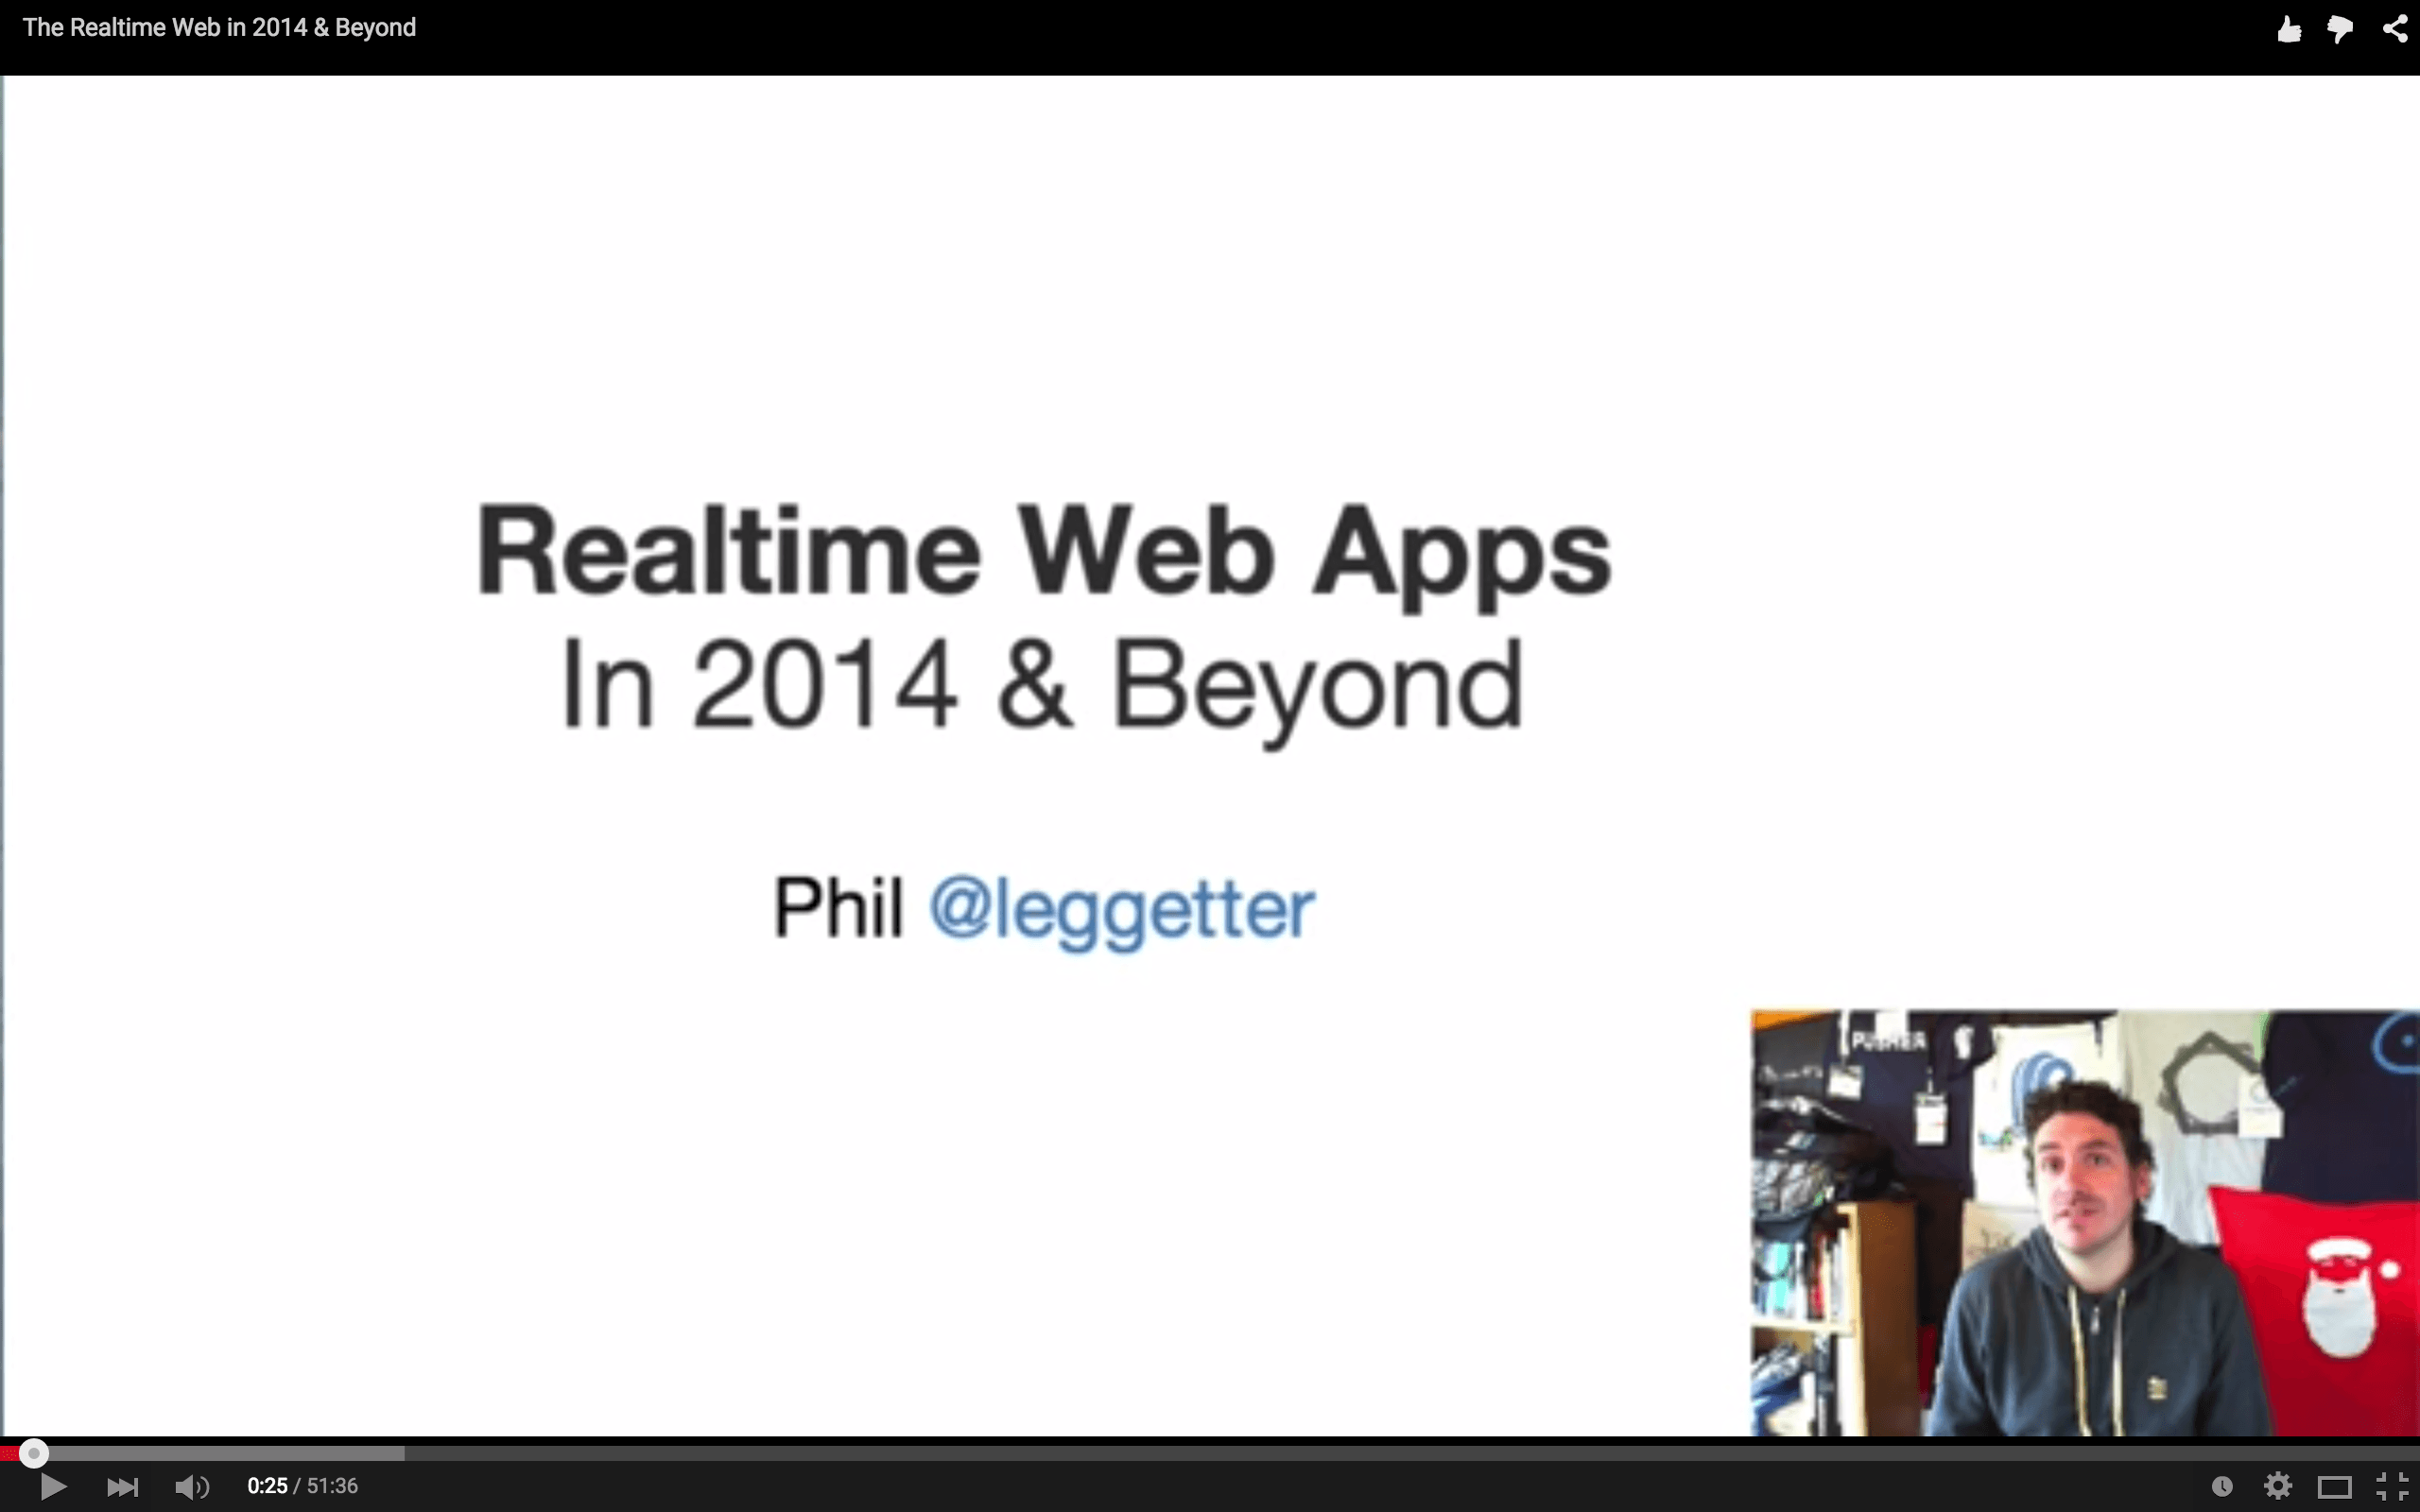 The Realtime Web in 2014 & Beyond
Realtime Web Apps
In 2014 & Beyond
Phil @leggetter
PUSHER
0:25 / 51:36